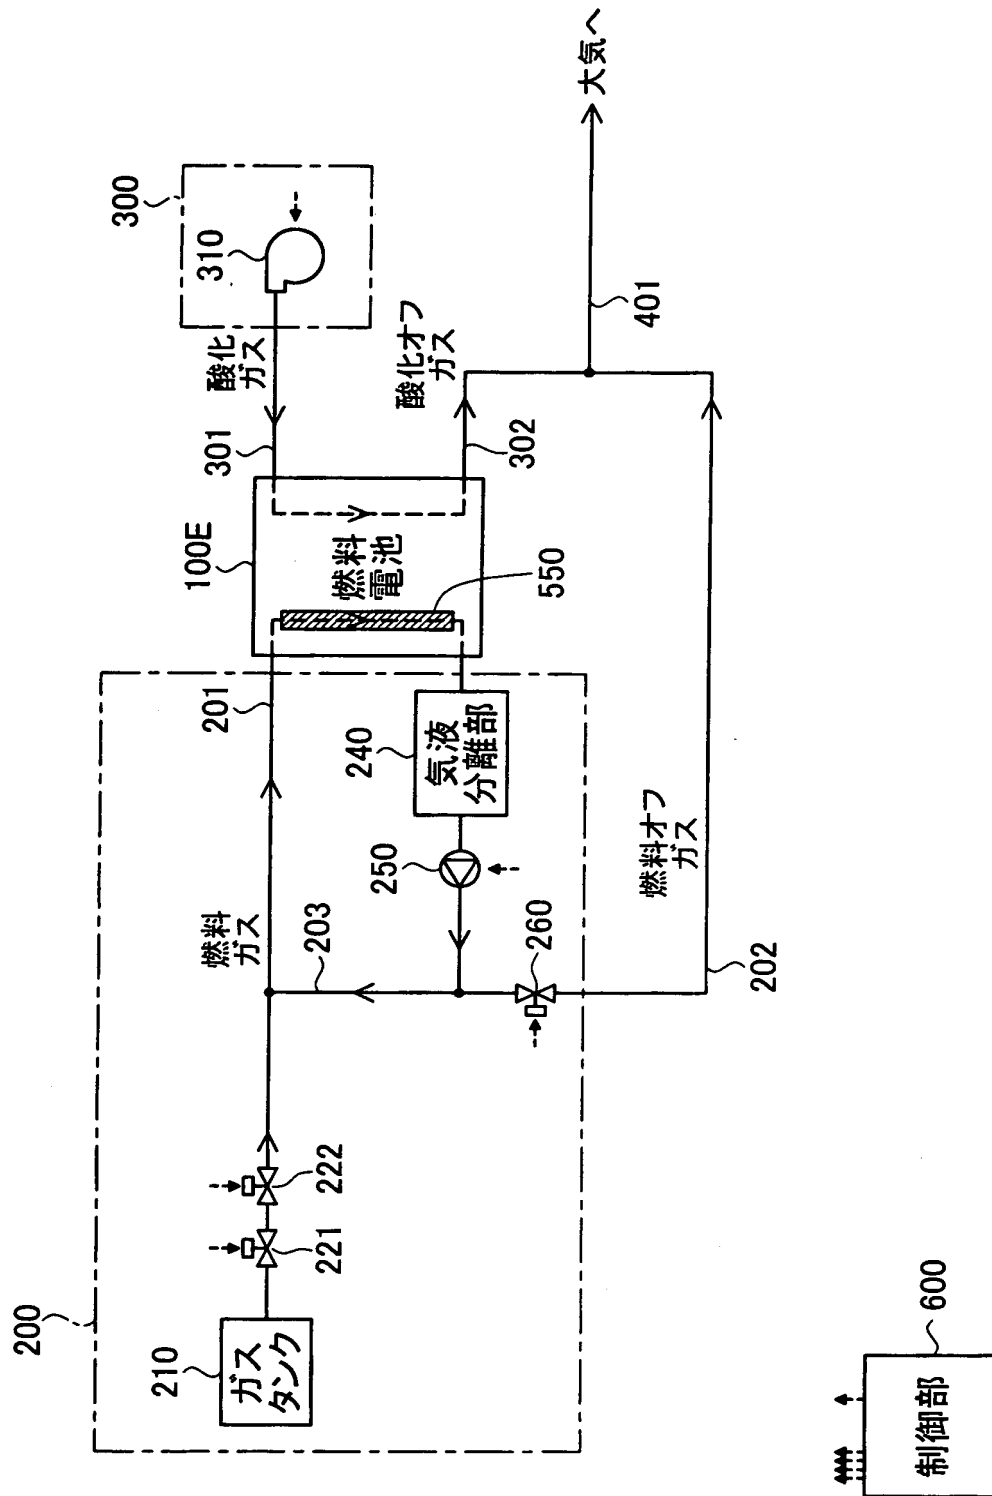 200
210
ガス
タンク
221
222
燃料
ガス
203
201
250
240
気液
分離部
260
燃料オフ
ガス
202
100E
燃料
電池
550
301
酸化
ガス
300
310
302
酸化オフ
ガス
401
大気へ
600
制御部